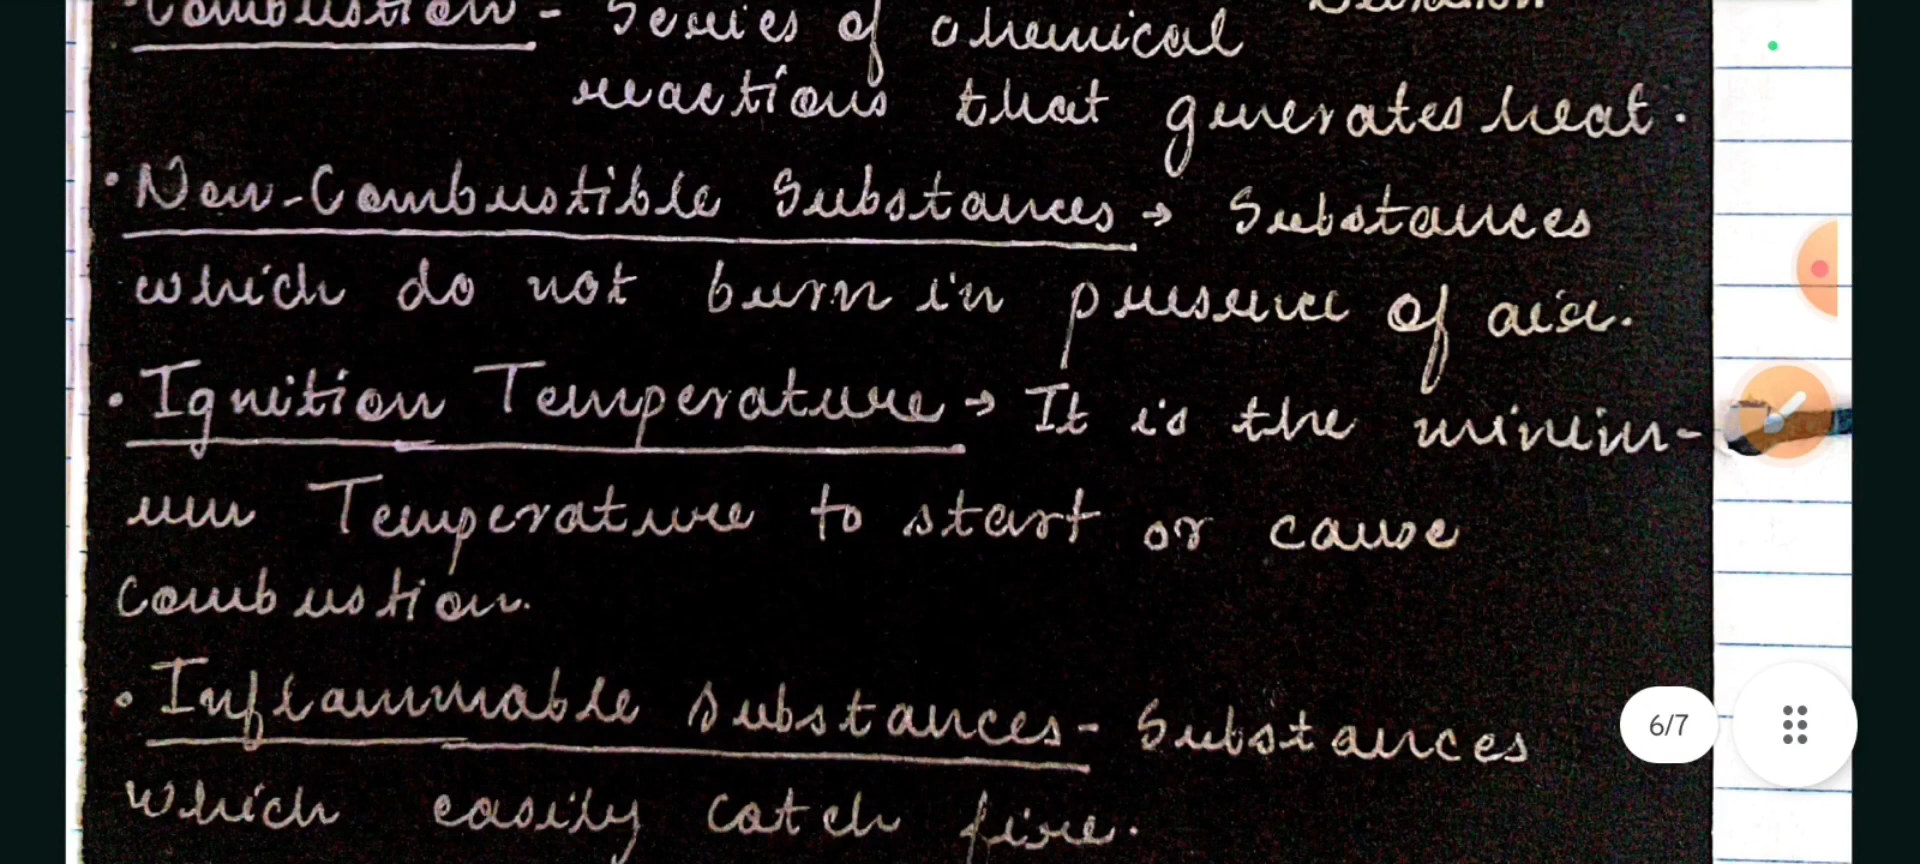 • Combustion - Series of chemical
reactions that generates heat.
• Non-Combustible Substances → Substances
which do not burn in presence of air.
• Ignition Temperature → It is the minim-
um Temperature to start or cause
combustion.
• Inflammable substances - Substances
which easily catch fire.
6/7